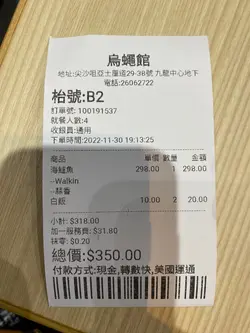 烏蠅館
地址:尖沙咀亞士厘道29-38號 九龍中心地下
電話:26062722
枱號:B2
訂單號: 100191537
就餐人數:4
收銀員:通用
下單時間:2022-11-30 19:13:25
商品 單價 數量 金額
海鮭魚 298.00 1 298.00
--Walkin
--蒜香
白飯 10.00 2 20.00
小計: $318.00
加一服務費: $31.80
抹零: $0.20
總價:$350.00
付款方式:現金,轉數快,美國運通